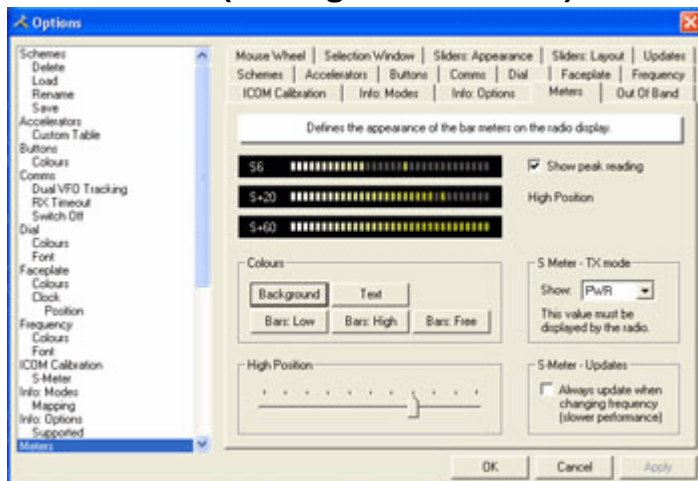 Options
Schemes
Delete
Load
Rename
Save
Accelerators
Custom Table
Buttons
Colours
Comms
Dual VFO Tracking
RX Timeout
Switch Off
Dial
Colours
Font
Faceplate
Colours
Clock
Position
Frequency
Colours
Font
ICOM Calibration
S-Meter
Info: Modes
Mapping
Info: Options
Supported
Meters
Mouse Wheel Selection Window Sliders: Appearance Sliders: Layout Updates
Schemes Accelerators Buttons Comms Dial Faceplate Frequency
ICOM Calibration Info: Modes Info: Options Meters Out Of Band
Defines the appearance of the bar meters on the radio display.
S6
Show peak reading
S+20
High Position
S+60
Colours
Background Text
Bars: Low Bars: High Bars: Free
S Meter - TX mode
Show: PwR
This value must be
displayed by the radio.
High Position
S-Meter - Updates
Always update when
changing frequency
(slower performance)
OK Cancel Apply